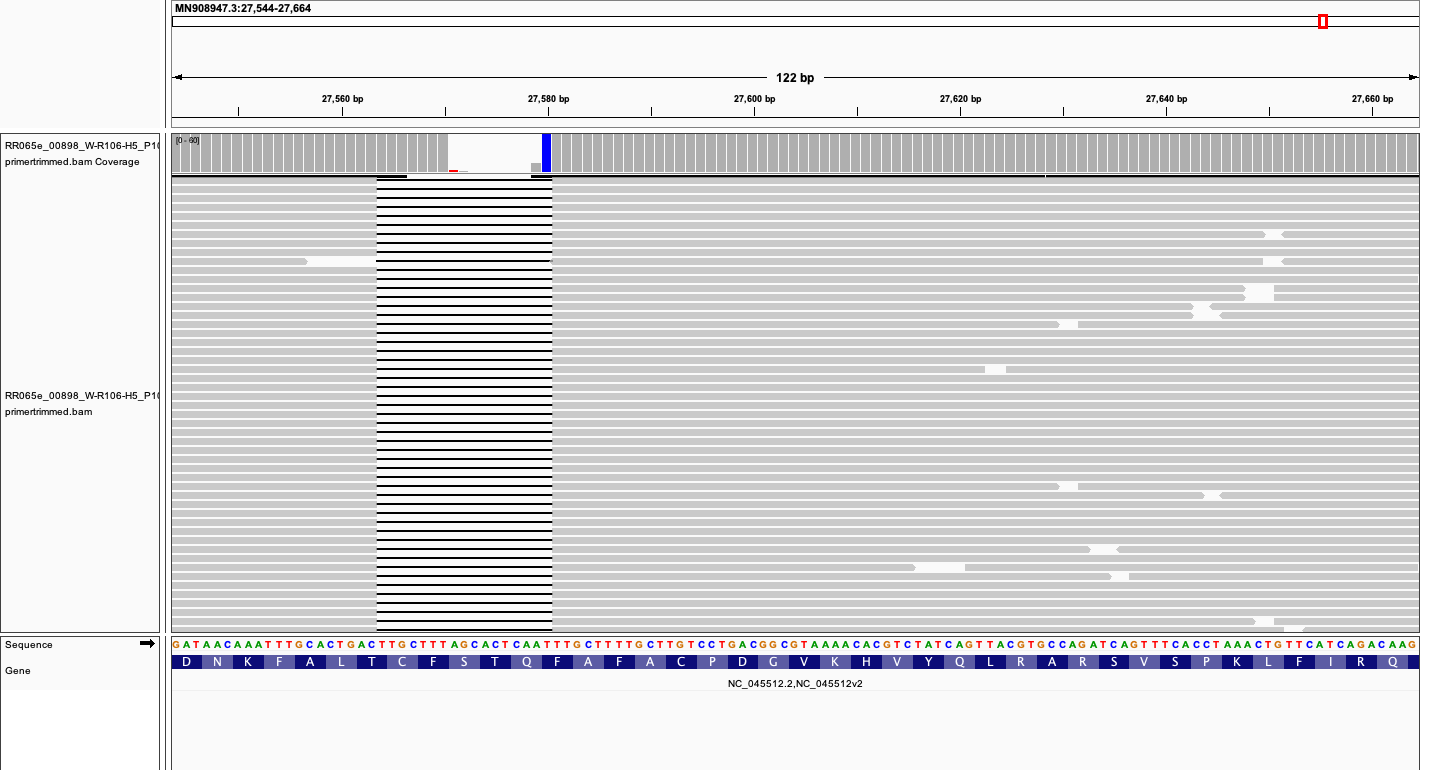 MN908947.3:27,544-27,664
122 bp
27,560 bp 27,580 bp 27,600 bp 27,620 bp 27,640 bp 27,660 bp
RR065e_00898_W-R106-H5_P10
primertrimmed.bam Coverage
[0 - 60]
RR065e_00898_W-R106-H5_P10
primertrimmed.bam
Sequence
GATAACAAATTTGCACTGACTTGCTTTAGCACTCAATTTGCTTTTGCTTGTCCTGACGGCGTAAAACACGTCTATCAGTTACGTGCCAGATCAGTTTCACCTAAACTGTTCATCAGACAAG
Gene
D N K F A L T C F S T Q F A F A C P D G V K H V Y Q L R A R S V S P K L F I R Q
NC_045512.2,NC_045512v2